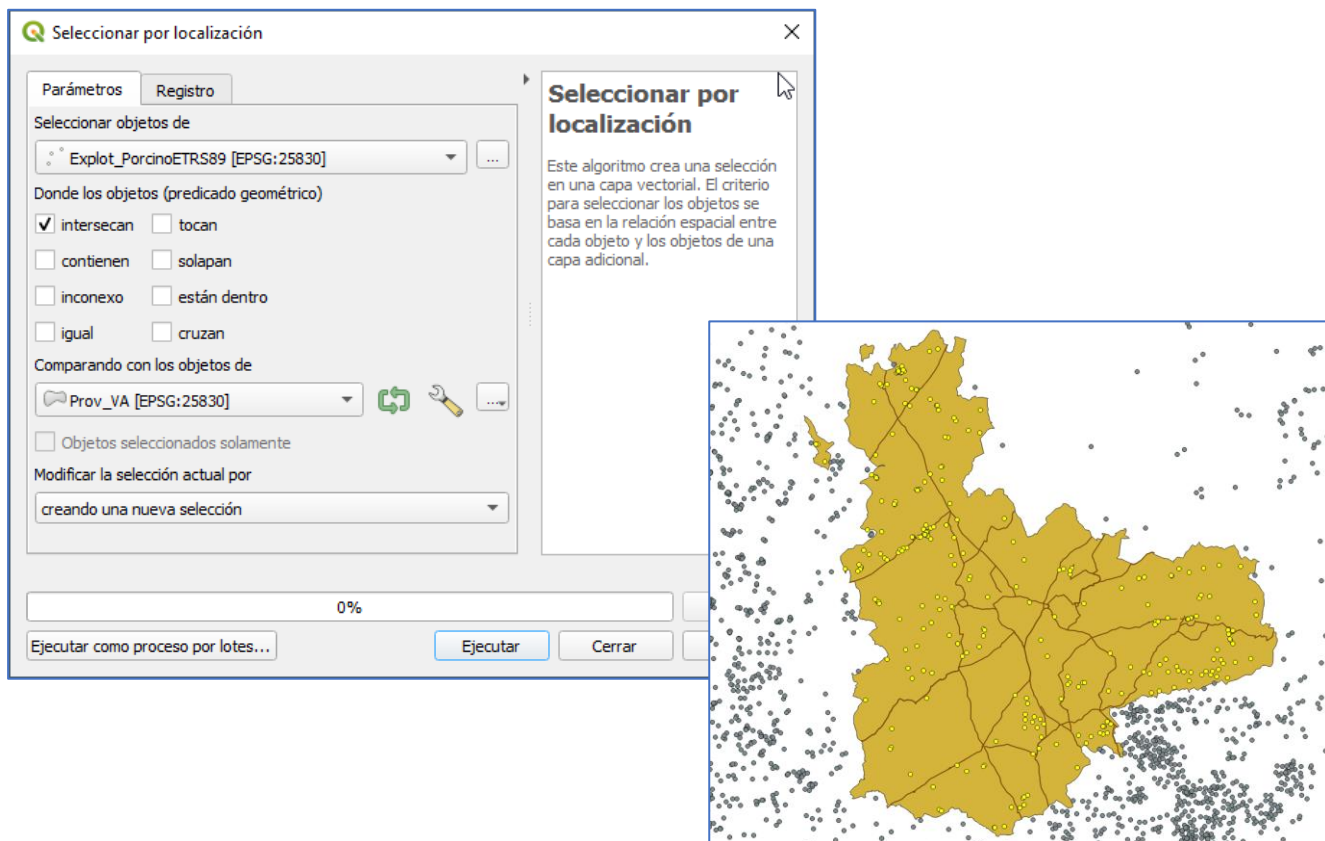 Seleccionar por localización
Parámetros
Registro
Seleccionar objetos de
Explot_PorcinoETRS89 [EPSG:25830]
...
Donde los objetos (predicado geométrico)
intersecan
tocan
contienen
solapan
inconexo
están dentro
igual
cruzan
Comparando con los objetos de
Prov_VA [EPSG:25830]
...
Objetos seleccionados solamente
Modificar la selección actual por
creando una nueva selección
Seleccionar por
localización
Este algoritmo crea una selección
en una capa vectorial. El criterio
para seleccionar los objetos se
basa en la relación espacial entre
cada objeto y los objetos de una
capa adicional.
0%
Ejecutar como proceso por lotes...
Ejecutar
Cerrar